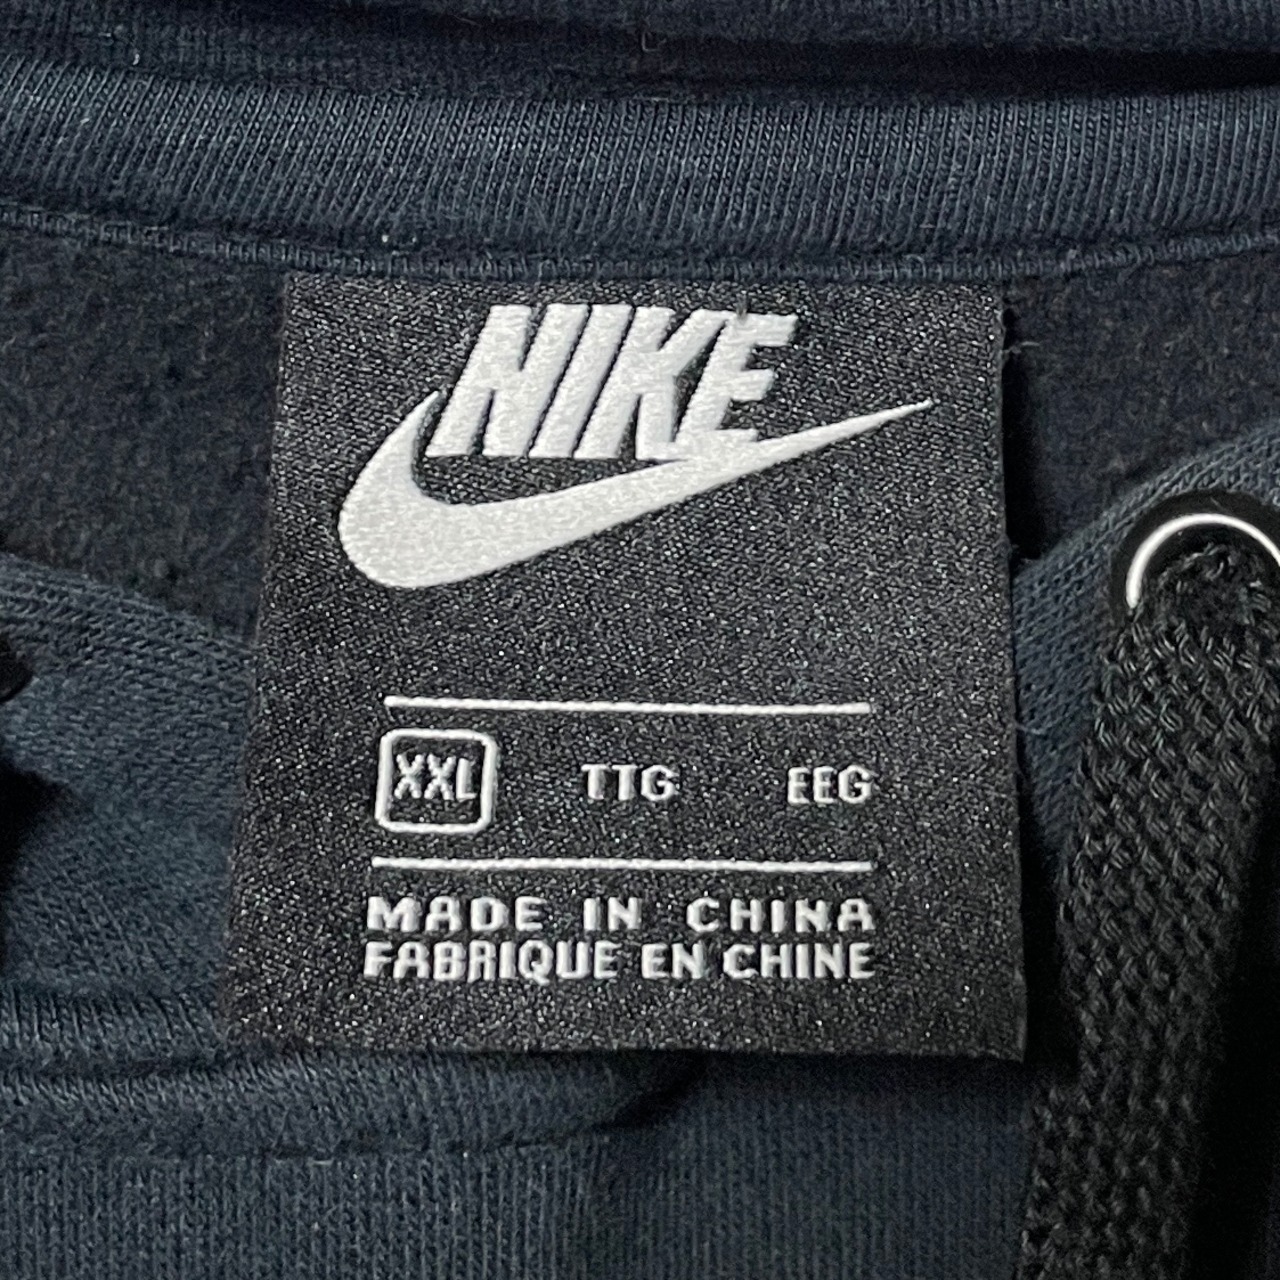 NIKE
XXL TTG EEG
MADE IN CHINA
FABRIQUE EN CHINE